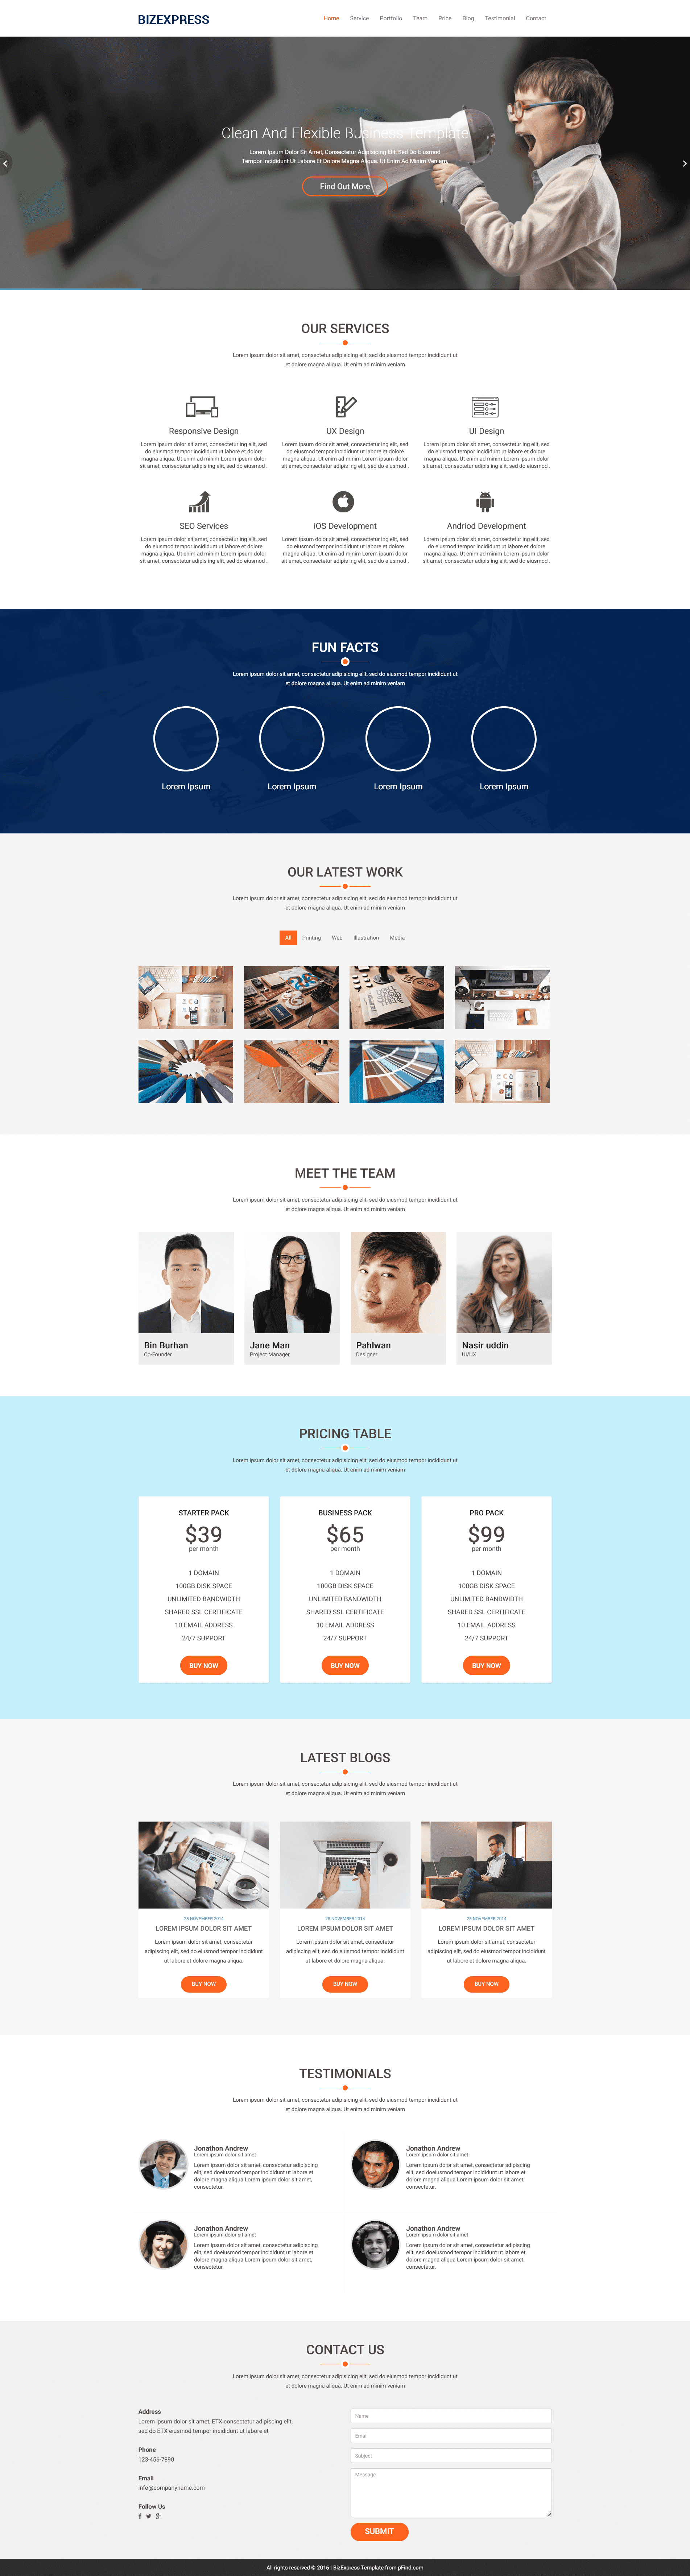 BIZEXPRESS
Home Service Portfolio Team Price Blog Testimonial Contact
Clean And Flexible Business Template
Lorem Ipsum Dolor Sit Amet, Consectetur Adipisicing Elit, Sed Do Eiusmod
Tempor Incididunt Ut Labore Et Dolore Magna Aliqua. Ut Enim Ad Minim Veniam
Find Out More
OUR SERVICES
Lorem ipsum dolor sit amet, consectetur adipisicing elit, sed do eiusmod tempor incididunt ut
et dolore magna aliqua. Ut enim ad minim veniam
Responsive Design
Lorem ipsum dolor sit amet, consectetur ing elit, sed
do eiusmod tempor incididunt ut labore et dolore
magna aliqua. Ut enim ad minim Lorem ipsum dolor
sit amet, consectetur adipis ing elit, sed do eiusmod .
UX Design
Lorem ipsum dolor sit amet, consectetur ing elit, sed
do eiusmod tempor incididunt ut labore et dolore
magna aliqua. Ut enim ad minim Lorem ipsum dolor
sit amet, consectetur adipis ing elit, sed do eiusmod .
UI Design
Lorem ipsum dolor sit amet, consectetur ing elit, sed
do eiusmod tempor incididunt ut labore et dolore
magna aliqua. Ut enim ad minim Lorem ipsum dolor
sit amet, consectetur adipis ing elit, sed do eiusmod .
SEO Services
Lorem ipsum dolor sit amet, consectetur ing elit, sed
do eiusmod tempor incididunt ut labore et dolore
magna aliqua. Ut enim ad minim Lorem ipsum dolor
sit amet, consectetur adipis ing elit, sed do eiusmod .
iOS Development
Lorem ipsum dolor sit amet, consectetur ing elit, sed
do eiusmod tempor incididunt ut labore et dolore
magna aliqua. Ut enim ad minim Lorem ipsum dolor
sit amet, consectetur adipis ing elit, sed do eiusmod .
Andriod Development
Lorem ipsum dolor sit amet, consectetur ing elit, sed
do eiusmod tempor incididunt ut labore et dolore
magna aliqua. Ut enim ad minim Lorem ipsum dolor
sit amet, consectetur adipis ing elit, sed do eiusmod .
FUN FACTS
Lorem ipsum dolor sit amet, consectetur adipisicing elit, sed do eiusmod tempor incididunt ut
et dolore magna aliqua. Ut enim ad minim veniam
Lorem Ipsum Lorem Ipsum Lorem Ipsum Lorem Ipsum
OUR LATEST WORK
Lorem ipsum dolor sit amet, consectetur adipisicing elit, sed do eiusmod tempor incididunt ut
et dolore magna aliqua. Ut enim ad minim veniam
All Printing Web Illustration Media
MEET THE TEAM
Lorem ipsum dolor sit amet, consectetur adipisicing elit, sed do eiusmod tempor incididunt ut
et dolore magna aliqua. Ut enim ad minim veniam
Bin Burhan
Co-Founder
Jane Man
Project Manager
Pahlwan
Designer
Nasir uddin
UI/UX
PRICING TABLE
Lorem ipsum dolor sit amet, consectetur adipisicing elit, sed do eiusmod tempor incididunt ut
et dolore magna aliqua. Ut enim ad minim veniam
STARTER PACK
$39
per month
1 DOMAIN
100GB DISK SPACE
UNLIMITED BANDWIDTH
SHARED SSL CERTIFICATE
10 EMAIL ADDRESS
24/7 SUPPORT
BUY NOW
BUSINESS PACK
$65
per month
1 DOMAIN
100GB DISK SPACE
UNLIMITED BANDWIDTH
SHARED SSL CERTIFICATE
10 EMAIL ADDRESS
24/7 SUPPORT
BUY NOW
PRO PACK
$99
per month
1 DOMAIN
100GB DISK SPACE
UNLIMITED BANDWIDTH
SHARED SSL CERTIFICATE
10 EMAIL ADDRESS
24/7 SUPPORT
BUY NOW
LATEST BLOGS
Lorem ipsum dolor sit amet, consectetur adipisicing elit, sed do eiusmod tempor incididunt ut
et dolore magna aliqua. Ut enim ad minim veniam
25 NOVEMBER 2014
LOREM IPSUM DOLOR SIT AMET
Lorem ipsum dolor sit amet, consectetur
adipisicing elit, sed do eiusmod tempor incididunt
ut labore et dolore magna aliqua.
BUY NOW
25 NOVEMBER 2014
LOREM IPSUM DOLOR SIT AMET
Lorem ipsum dolor sit amet, consectetur
adipisicing elit, sed do eiusmod tempor incididunt
ut labore et dolore magna aliqua.
BUY NOW
25 NOVEMBER 2014
LOREM IPSUM DOLOR SIT AMET
Lorem ipsum dolor sit amet, consectetur
adipisicing elit, sed do eiusmod tempor incididunt
ut labore et dolore magna aliqua.
BUY NOW
TESTIMONIALS
Lorem ipsum dolor sit amet, consectetur adipisicing elit, sed do eiusmod tempor incididunt ut
et dolore magna aliqua. Ut enim ad minim veniam
Jonathon Andrew
Lorem ipsum dolor sit amet
Lorem ipsum dolor sit amet, consectetur adipiscing
elit, sed doeiusmod tempor incididunt ut labore et
dolore magna aliqua Lorem ipsum dolor sit amet,
consectetur.
Jonathon Andrew
Lorem ipsum dolor sit amet
Lorem ipsum dolor sit amet, consectetur adipiscing
elit, sed doeiusmod tempor incididunt ut labore et
dolore magna aliqua Lorem ipsum dolor sit amet,
consectetur.
Jonathon Andrew
Lorem ipsum dolor sit amet
Lorem ipsum dolor sit amet, consectetur adipiscing
elit, sed doeiusmod tempor incididunt ut labore et
dolore magna aliqua Lorem ipsum dolor sit amet,
consectetur.
Jonathon Andrew
Lorem ipsum dolor sit amet
Lorem ipsum dolor sit amet, consectetur adipiscing
elit, sed doeiusmod tempor incididunt ut labore et
dolore magna aliqua Lorem ipsum dolor sit amet,
consectetur.
CONTACT US
Lorem ipsum dolor sit amet, consectetur adipisicing elit, sed do eiusmod tempor incididunt ut
et dolore magna aliqua. Ut enim ad minim veniam
Address
Lorem ipsum dolor sit amet, ETX consectetur adipiscing elit,
sed do ETX eiusmod tempor incididunt ut labore et
Phone
123-456-7890
Email
info@companyname.com
Follow Us
Name
Email
Subject
Message
SUBMIT
All rights reserved © 2016 | BizExpress Template from pFind.com